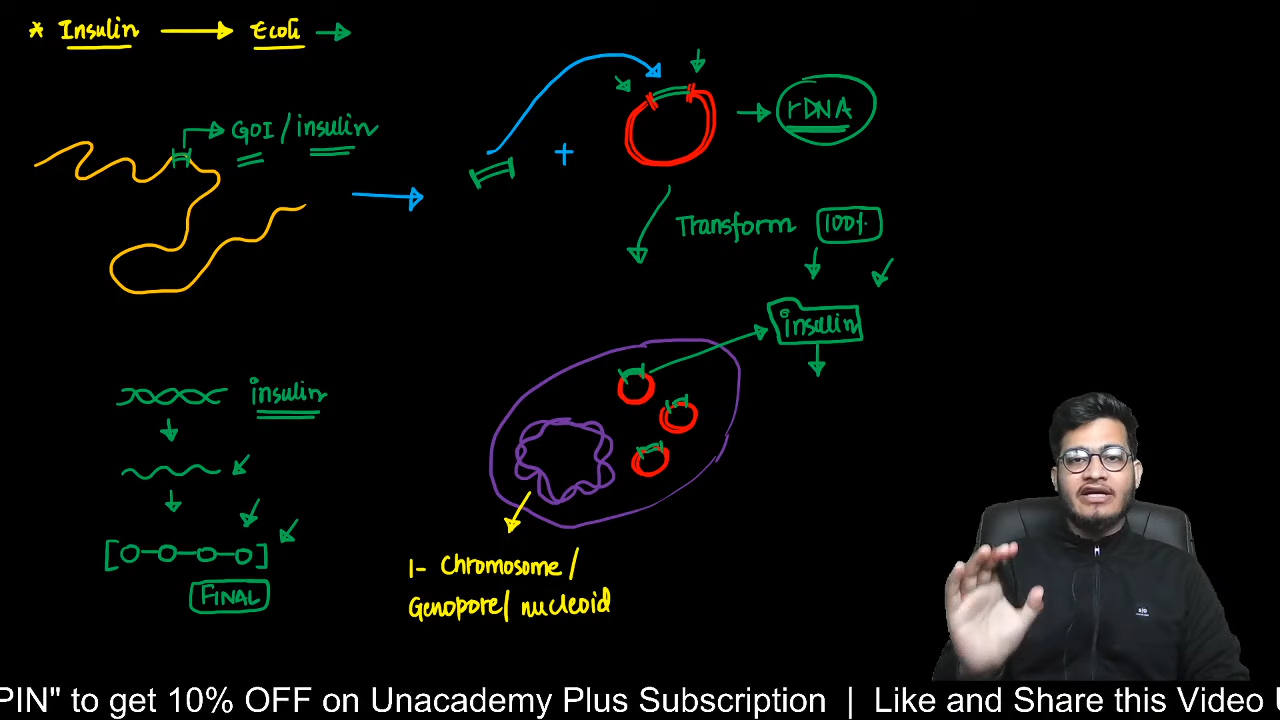 * Insulin → Ecoli →
GOI / insulin
+
rDNA
Transform 100%
insulin
insulin
FINAL
1- Chromosome /
Genopore/ nucleoid
PIN" to get 10% OFF on Unacademy Plus Subscription | Like and Share this Video